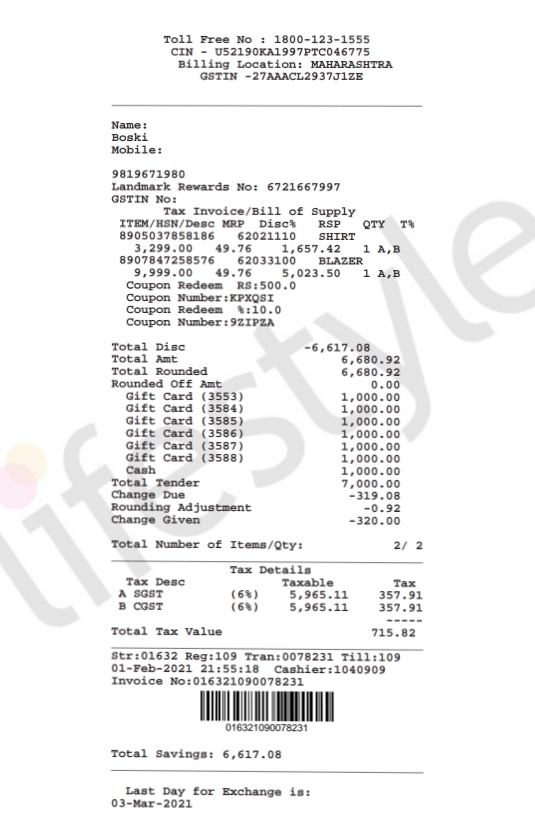 Toll Free No : 1800-123-1555
CIN - U52190KA1997PTC046775
Billing Location: MAHARASHTRA
GSTIN -27AAACL2937J1ZE
Name:
Boski
Mobile:
9819671980
Landmark Rewards No: 6721667997
GSTIN No:
Tax Invoice/Bill of Supply
ITEM/HSN/Desc MRP Disc% RSP QTY T%
8905037858186 62021110 SHIRT
3,299.00 49.76 1,657.42 1 A,B
8907847258576 62033100 BLAZER
9,999.00 49.76 5,023.50 1 A,B
Coupon Redeem RS:500.0
Coupon Number:KPXQSI
Coupon Redeem %:10.0
Coupon Number:9ZIPZA
Total Disc -6,617.08
Total Amt 6,680.92
Total Rounded 6,680.92
Rounded Off Amt 0.00
Gift Card (3553) 1,000.00
Gift Card (3584) 1,000.00
Gift Card (3585) 1,000.00
Gift Card (3586) 1,000.00
Gift Card (3587) 1,000.00
Gift Card (3588) 1,000.00
Cash 1,000.00
Total Tender 7,000.00
Change Due -319.08
Rounding Adjustment -0.92
Change Given -320.00
Total Number of Items/Qty: 2/ 2
Tax Details
Tax Desc Taxable Tax
A SGST (6%) 5,965.11 357.91
B CGST (6%) 5,965.11 357.91
-----
Total Tax Value 715.82
Str:01632 Reg:109 Tran:0078231 Till:109
01-Feb-2021 21:55:18 Cashier:1040909
Invoice No:016321090078231
016321090078231
Total Savings: 6,617.08
Last Day for Exchange is:
03-Mar-2021
lifestyle